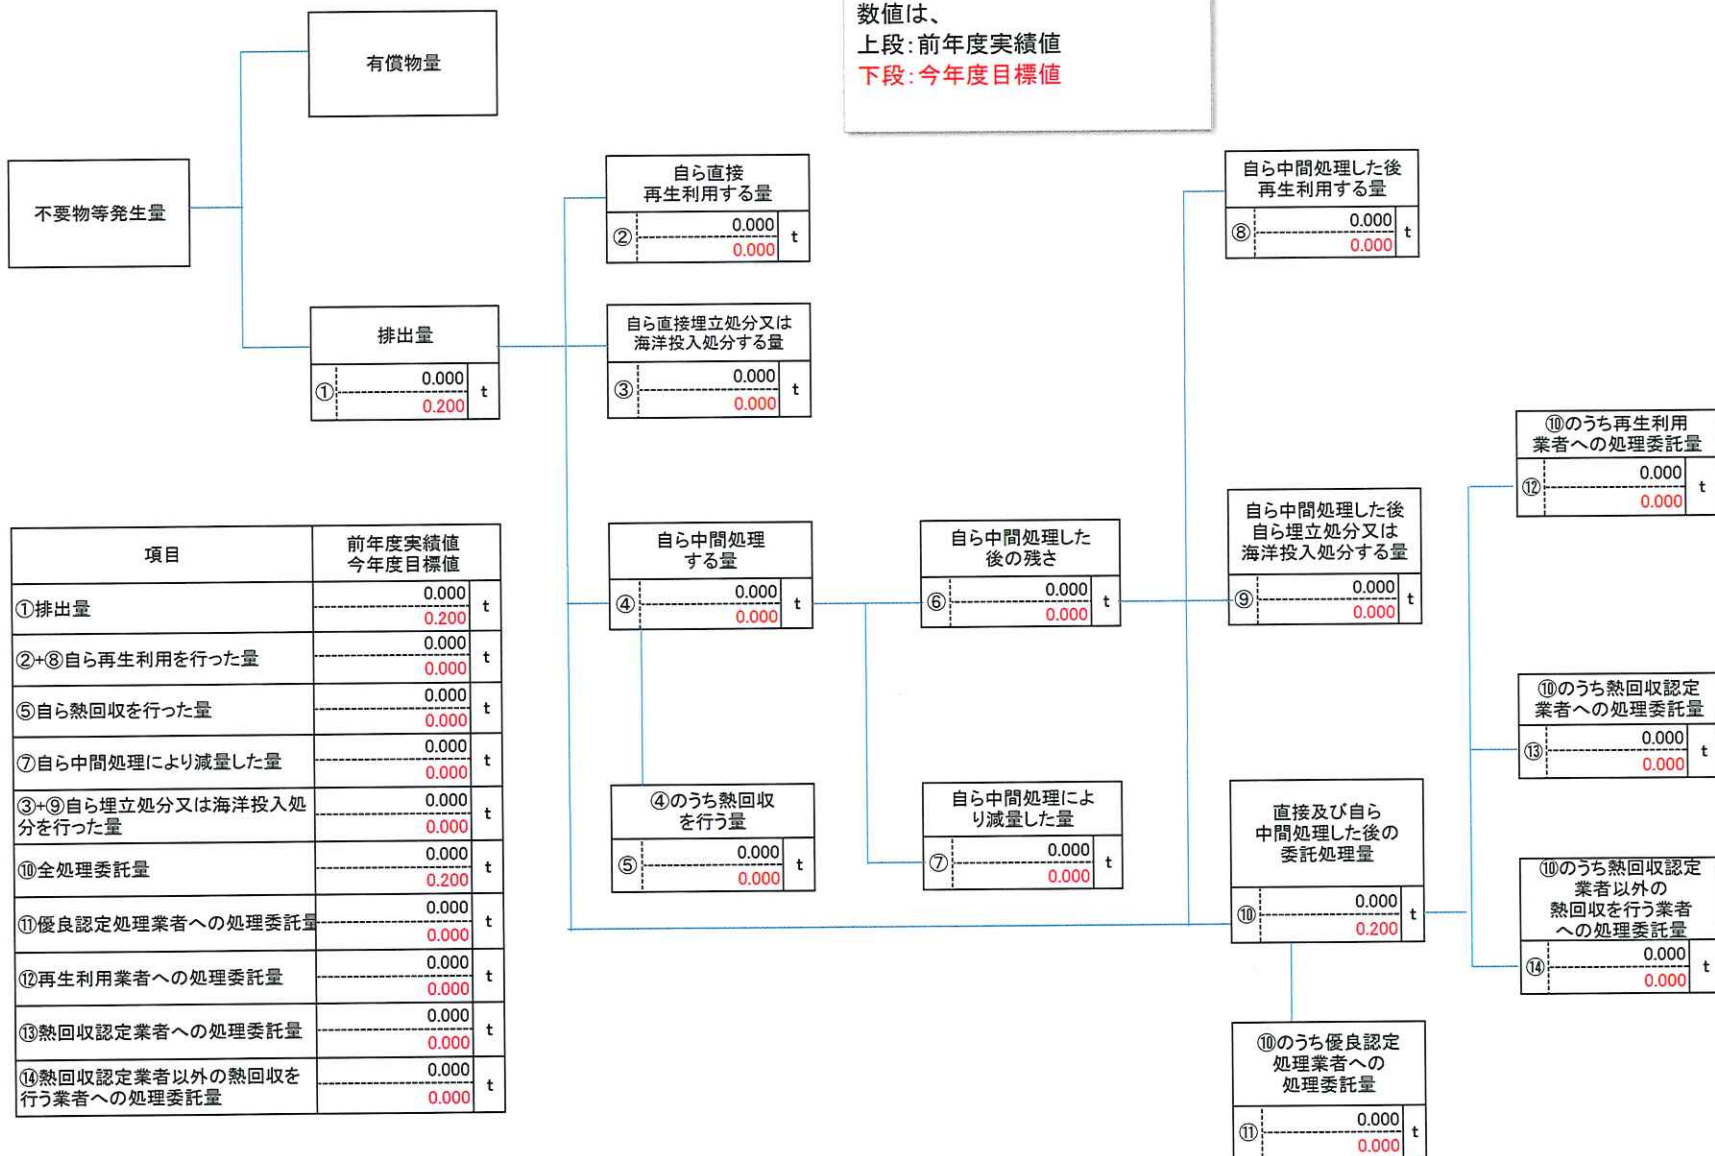 数値は、
上段:前年度実績値
下段:今年度目標値
有償物量
不要物等発生量
排出量
① 0.000 t
0.200
自ら直接
再生利用する量
② 0.000 t
0.000
自ら直接埋立処分又は
海洋投入処分する量
③ 0.000 t
0.000
自ら中間処理
する量
④ 0.000 t
0.000
④のうち熱回収
を行う量
⑤ 0.000 t
0.000
自ら中間処理した
後の残さ
⑥ 0.000 t
0.000
自ら中間処理によ
り減量した量
⑦ 0.000 t
0.000
自ら中間処理した後
再生利用する量
⑧ 0.000 t
0.000
自ら中間処理した後
自ら埋立処分又は
海洋投入処分する量
⑨ 0.000 t
0.000
直接及び自ら
中間処理した後の
委託処理量
⑩ 0.000 t
0.200
⑩のうち優良認定
処理業者への
処理委託量
⑪ 0.000 t
0.000
⑩のうち再生利用
業者への処理委託量
⑫ 0.000 t
0.000
⑩のうち熱回収認定
業者への処理委託量
⑬ 0.000 t
0.000
⑩のうち熱回収認定
業者以外の
熱回収を行う業者
への処理委託量
⑭ 0.000 t
0.000
項目 前年度実績値
今年度目標値
①排出量 0.000 t
0.200
②+⑧自ら再生利用を行った量 0.000 t
0.000
⑤自ら熱回収を行った量 0.000 t
0.000
⑦自ら中間処理により減量した量 0.000 t
0.000
③+⑨自ら埋立処分又は海洋投入処
分を行った量 0.000 t
0.000
⑩全処理委託量 0.000 t
0.200
⑪優良認定処理業者への処理委託量 0.000 t
0.000
⑫再生利用業者への処理委託量 0.000 t
0.000
⑬熱回収認定業者への処理委託量 0.000 t
0.000
⑭熱回収認定業者以外の熱回収を
行う業者への処理委託量 0.000 t
0.000